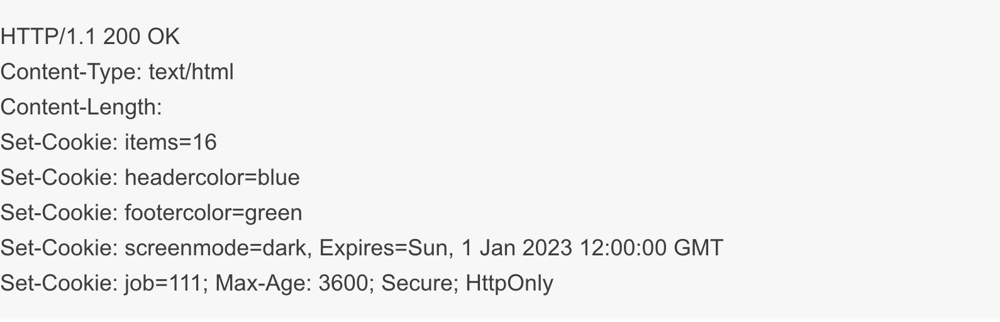 HTTP/1.1 200 OK
Content-Type: text/html
Content-Length:
Set-Cookie: items=16
Set-Cookie: headercolor=blue
Set-Cookie: footercolor=green
Set-Cookie: screenmode=dark, Expires=Sun, 1 Jan 2023 12:00:00 GMT
Set-Cookie: job=111; Max-Age: 3600; Secure; HttpOnly